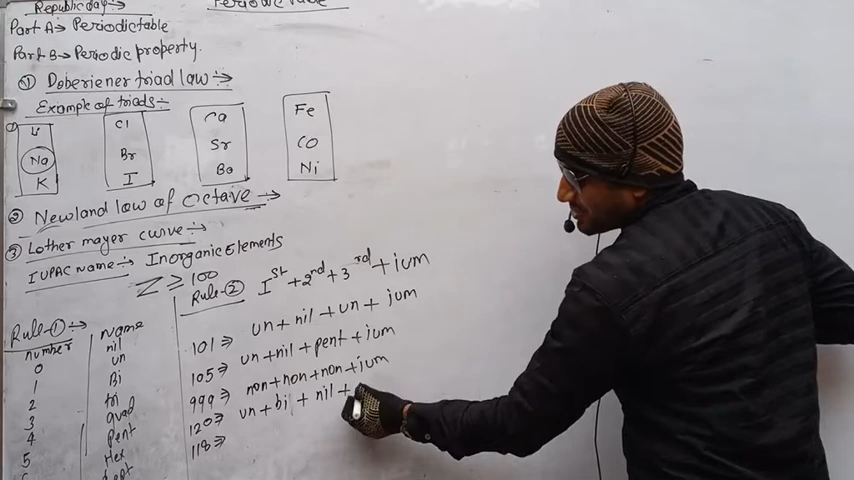 Republic day→
Periodic table
Part A→ Periodictable
Part B→ Periodic property.
① Doberiener triad law÷→
Example of triads÷
① Li Cl Ca Fe
Na Br Sr CO
K I Ba Ni
② Newland law of octave→
③ Lother mayer curve→
IUPAC name→ Inorganic Elements
Z ≥ 100
Rule-① →
number name
0 nil
1 un
2 Bi
3 tri
4 quad
5 Pent
Hex
Sept
Rule-② Ist + 2nd + 3rd + ium
101 ⇒ un + nil + un + ium
105 ⇒ un + nil + pent + ium
999 ⇒ non + non + non + ium
120 ⇒ un + bi + nil +
118 ⇒